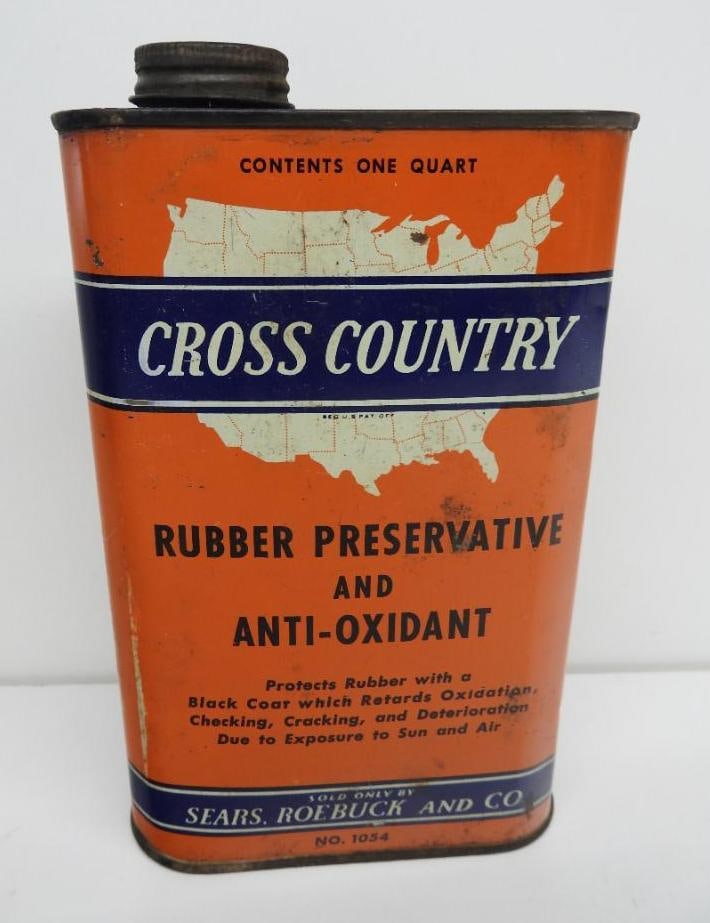 CONTENTS ONE QUART
CROSS COUNTRY
REG. U.S. PAT. OFF.
RUBBER PRESERVATIVE
AND
ANTI-OXIDANT
Protects Rubber with a
Black Coat which Retards Oxidation,
Checking, Cracking, and Deterioration
Due to Exposure to Sun and Air
SOLD ONLY BY
SEARS, ROEBUCK AND CO.
NO. 1054